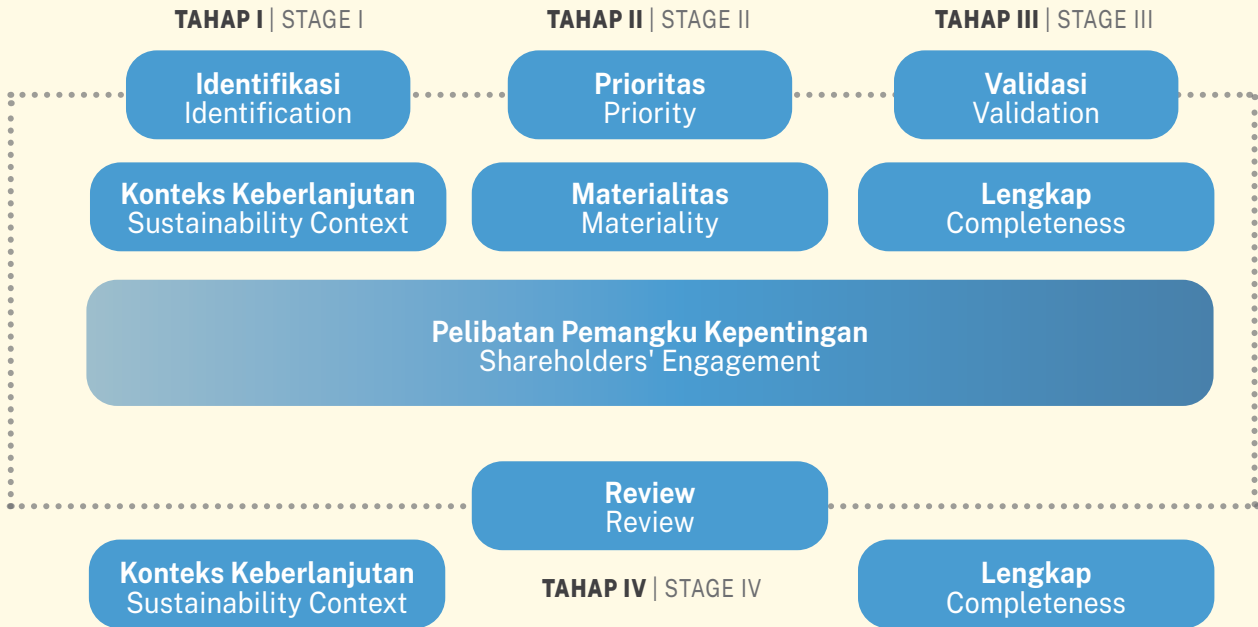 TAHAP I | STAGE I
TAHAP II | STAGE II
TAHAP III | STAGE III
Identifikasi
Identification
Prioritas
Priority
Validasi
Validation
Konteks Keberlanjutan
Sustainability Context
Materialitas
Materiality
Lengkap
Completeness
Pelibatan Pemangku Kepentingan
Shareholders' Engagement
Review
Review
Konteks Keberlanjutan
Sustainability Context
TAHAP IV | STAGE IV
Lengkap
Completeness